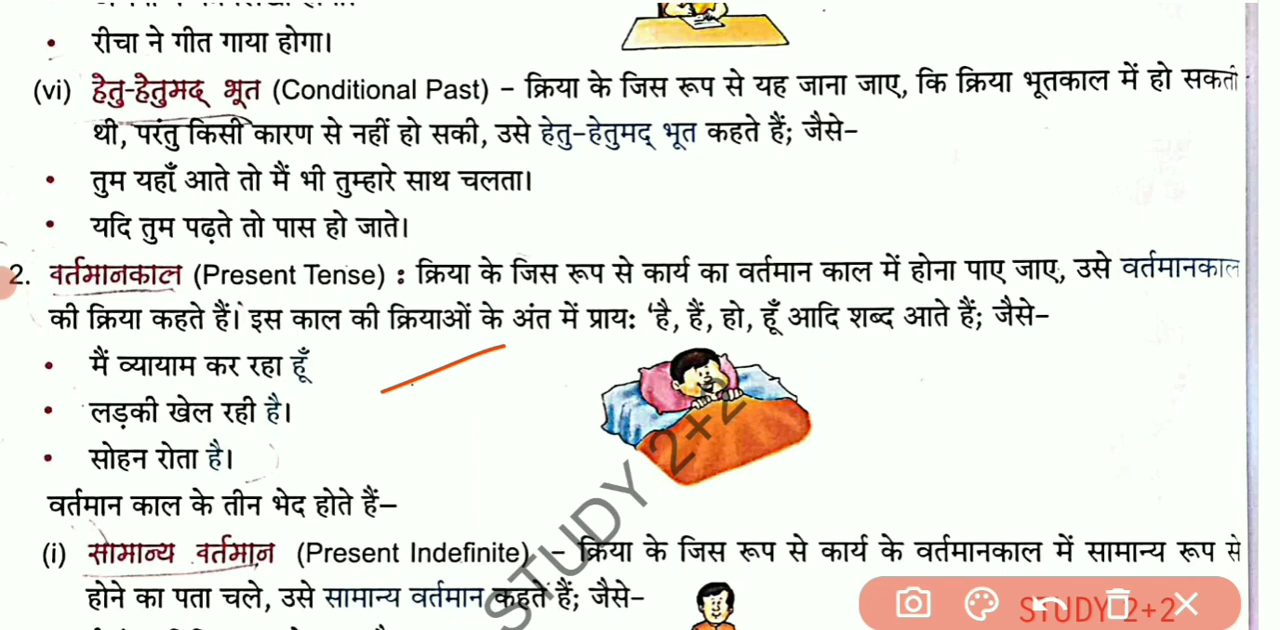 • रीचा ने गीत गाया होगा।
(vi) हेतु-हेतुमद् भूत (Conditional Past) – क्रिया के जिस रूप से यह जाना जाए, कि क्रिया भूतकाल में हो सकती
थी, परंतु किसी कारण से नहीं हो सकी, उसे हेतु-हेतुमद् भूत कहते हैं; जैसे–
• तुम यहाँ आते तो मैं भी तुम्हारे साथ चलता।
• यदि तुम पढ़ते तो पास हो जाते।
2. वर्तमानकाल (Present Tense) : क्रिया के जिस रूप से कार्य का वर्तमान काल में होना पाए जाए, उसे वर्तमानकाल
की क्रिया कहते हैं। इस काल की क्रियाओं के अंत में प्राय: ‘है, हैं, हो, हूँ आदि शब्द आते हैं; जैसे–
• मैं व्यायाम कर रहा हूँ
• लड़की खेल रही है।
• सोहन रोता है।
वर्तमान काल के तीन भेद होते हैं–
(i) सामान्य वर्तमान (Present Indefinite) – क्रिया के जिस रूप से कार्य के वर्तमानकाल में सामान्य रूप से
होने का पता चले, उसे सामान्य वर्तमान कहते हैं; जैसे–
STUDY 2+2
STUDY 2+2